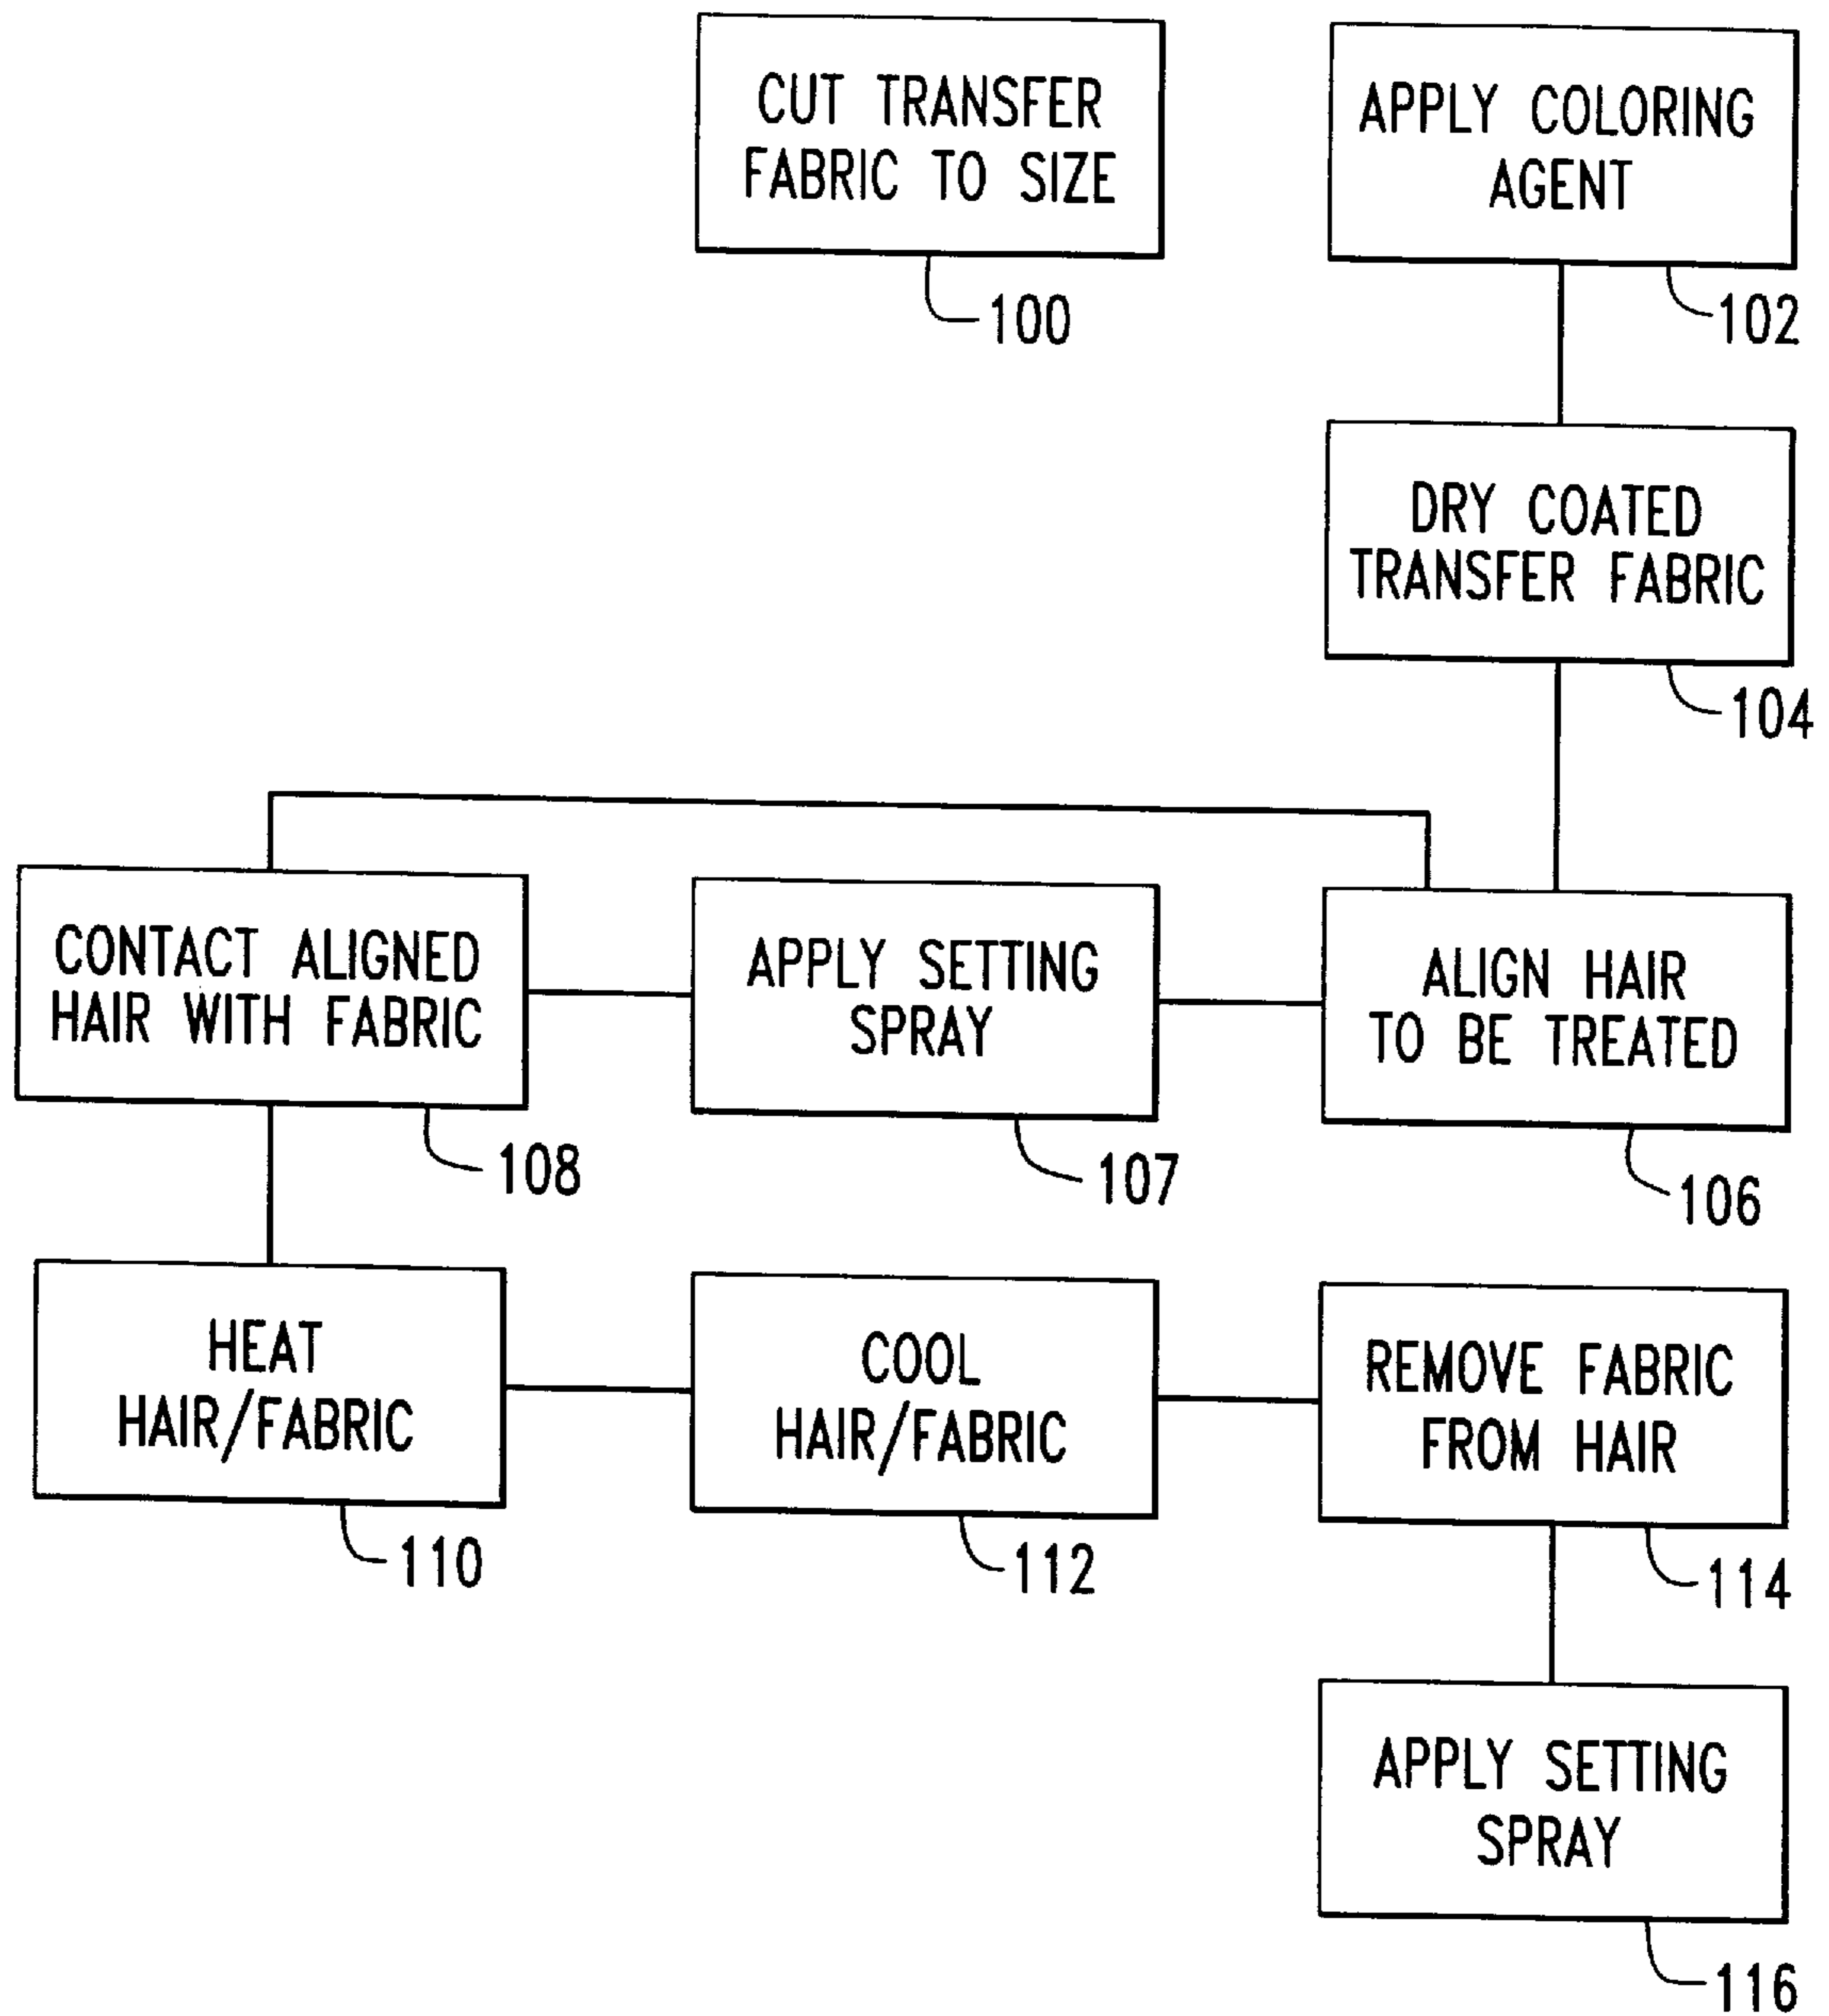 CUT TRANSFER
FABRIC TO SIZE
100
APPLY COLORING
AGENT
102
DRY COATED
TRANSFER FABRIC
104
CONTACT ALIGNED
HAIR WITH FABRIC
108
APPLY SETTING
SPRAY
107
ALIGN HAIR
TO BE TREATED
106
HEAT
HAIR/FABRIC
110
COOL
HAIR/FABRIC
112
REMOVE FABRIC
FROM HAIR
114
APPLY SETTING
SPRAY
116